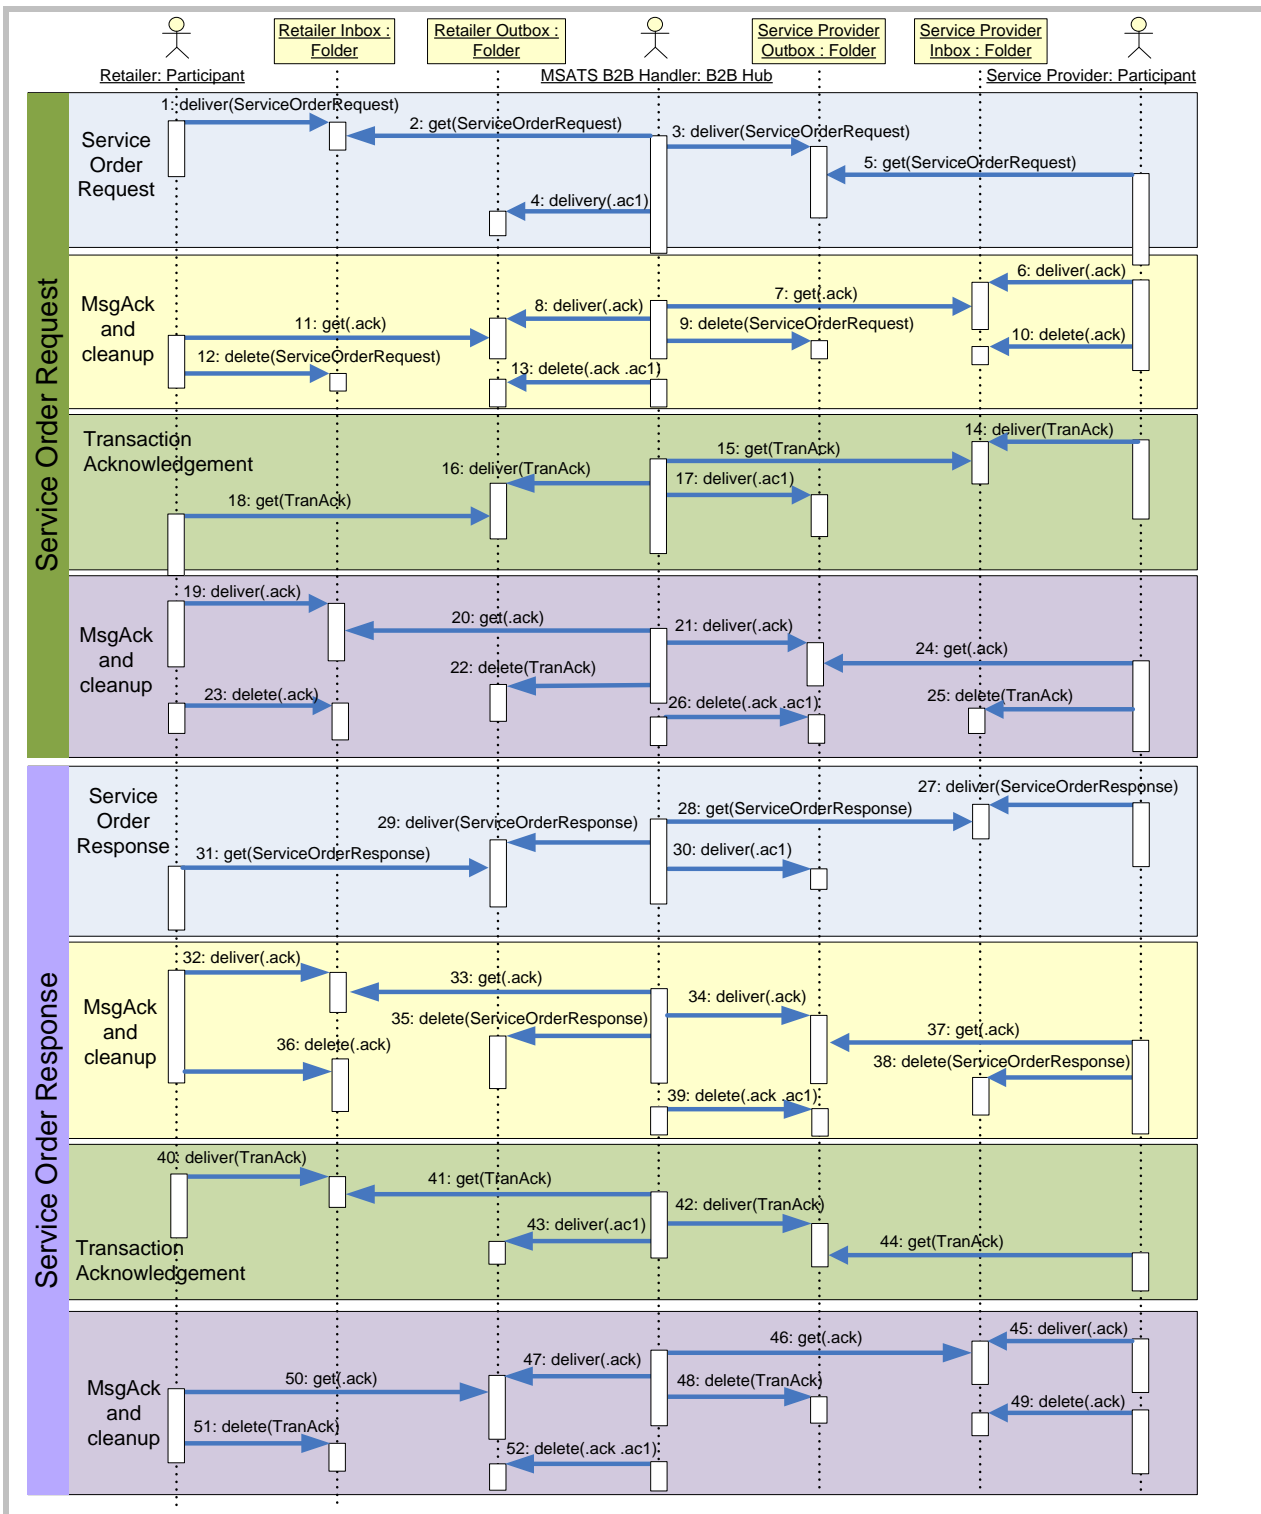 Retailer Inbox :
Folder
Retailer Outbox :
Folder
Service Provider
Outbox : Folder
Service Provider
Inbox : Folder
Retailer: Participant
MSATS B2B Handler: B2B Hub
Service Provider: Participant
Service Order Request
Service
Order
Request
1: deliver(ServiceOrderRequest)
2: get(ServiceOrderRequest)
3: deliver(ServiceOrderRequest)
5: get(ServiceOrderRequest)
4: delivery(.ac1)
MsgAck
and
cleanup
6: deliver(.ack)
7: get(.ack)
8: deliver(.ack)
9: delete(ServiceOrderRequest)
10: delete(.ack)
11: get(.ack)
12: delete(ServiceOrderRequest)
13: delete(.ack .ac1)
Transaction
Acknowledgement
14: deliver(TranAck)
15: get(TranAck)
16: deliver(TranAck)
17: deliver(.ac1)
18: get(TranAck)
MsgAck
and
cleanup
19: deliver(.ack)
20: get(.ack)
21: deliver(.ack)
22: delete(TranAck)
24: get(.ack)
23: delete(.ack)
26: delete(.ack .ac1)
25: delete(TranAck)
Service Order Response
Service
Order
Response
27: deliver(ServiceOrderResponse)
28: get(ServiceOrderResponse)
29: deliver(ServiceOrderResponse)
30: deliver(.ac1)
31: get(ServiceOrderResponse)
MsgAck
and
cleanup
32: deliver(.ack)
33: get(.ack)
34: deliver(.ack)
35: delete(ServiceOrderResponse)
37: get(.ack)
36: delete(.ack)
38: delete(ServiceOrderResponse)
39: delete(.ack .ac1)
Transaction
Acknowledgement
40: deliver(TranAck)
41: get(TranAck)
42: deliver(TranAck)
43: deliver(.ac1)
44: get(TranAck)
MsgAck
and
cleanup
45: deliver(.ack)
46: get(.ack)
47: deliver(.ack)
48: delete(TranAck)
50: get(.ack)
49: delete(.ack)
51: delete(TranAck)
52: delete(.ack .ac1)